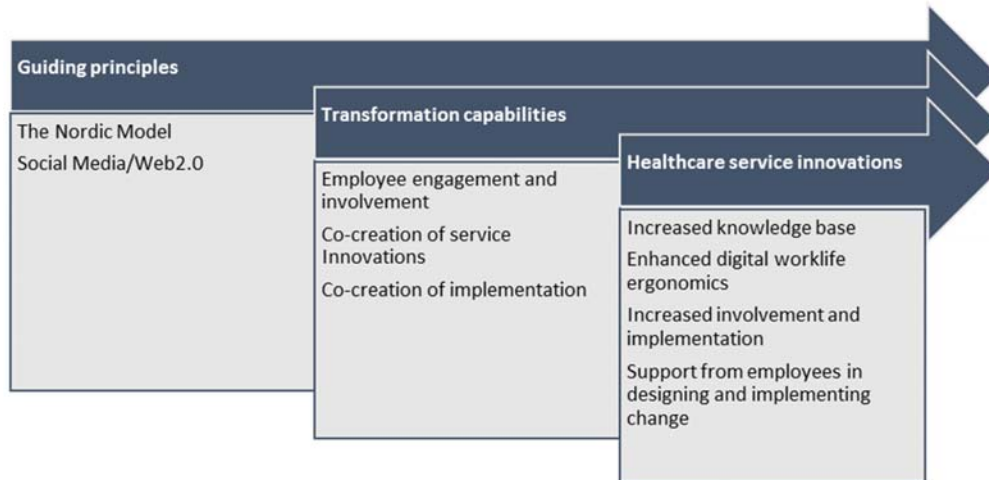 Guiding principles
The Nordic Model
Social Media/Web2.0
Transformation capabilities
Employee engagement and
involvement
Co-creation of service
Innovations
Co-creation of implementation
Healthcare service innovations
Increased knowledge base
Enhanced digital worklife
ergonomics
Increased involvement and
implementation
Support from employees in
designing and implementing
change